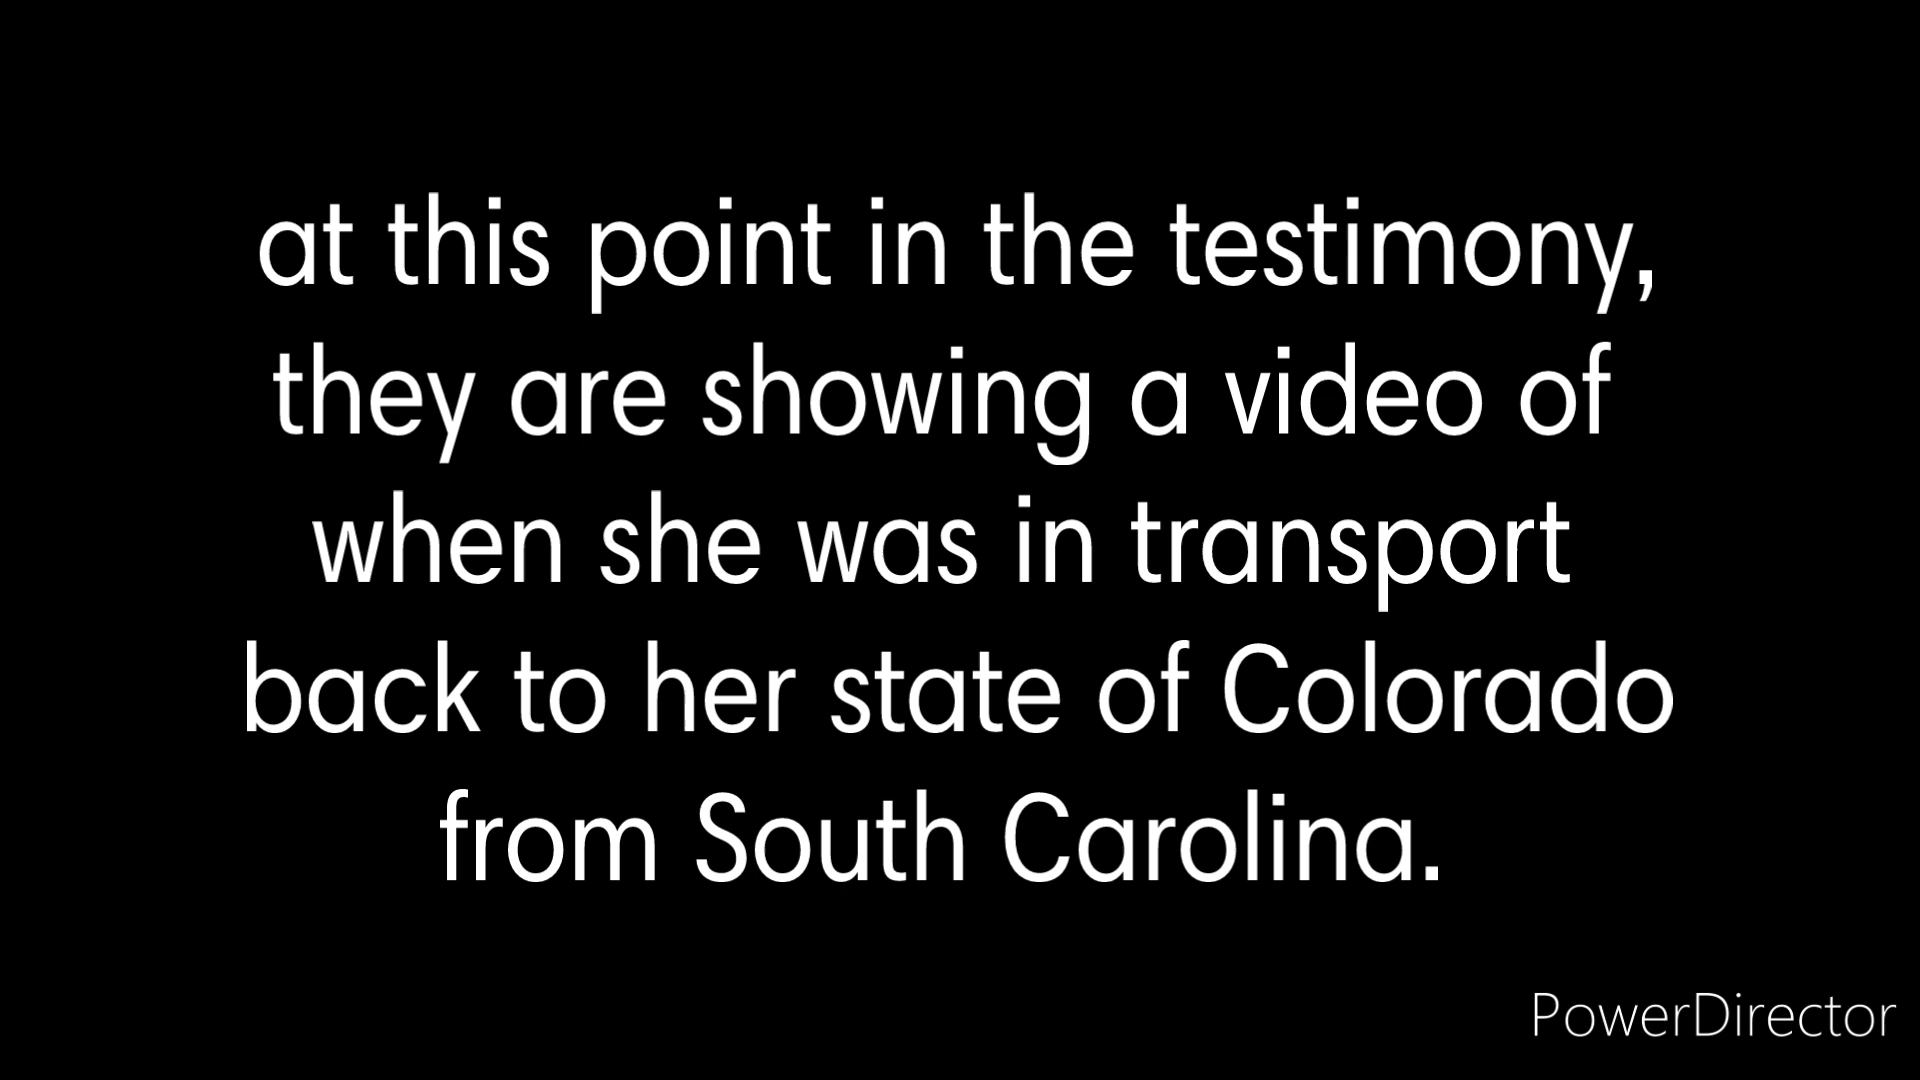 at this point in the testimony,
they are showing a video of
when she was in transport
back to her state of Colorado
from South Carolina.
PowerDirector